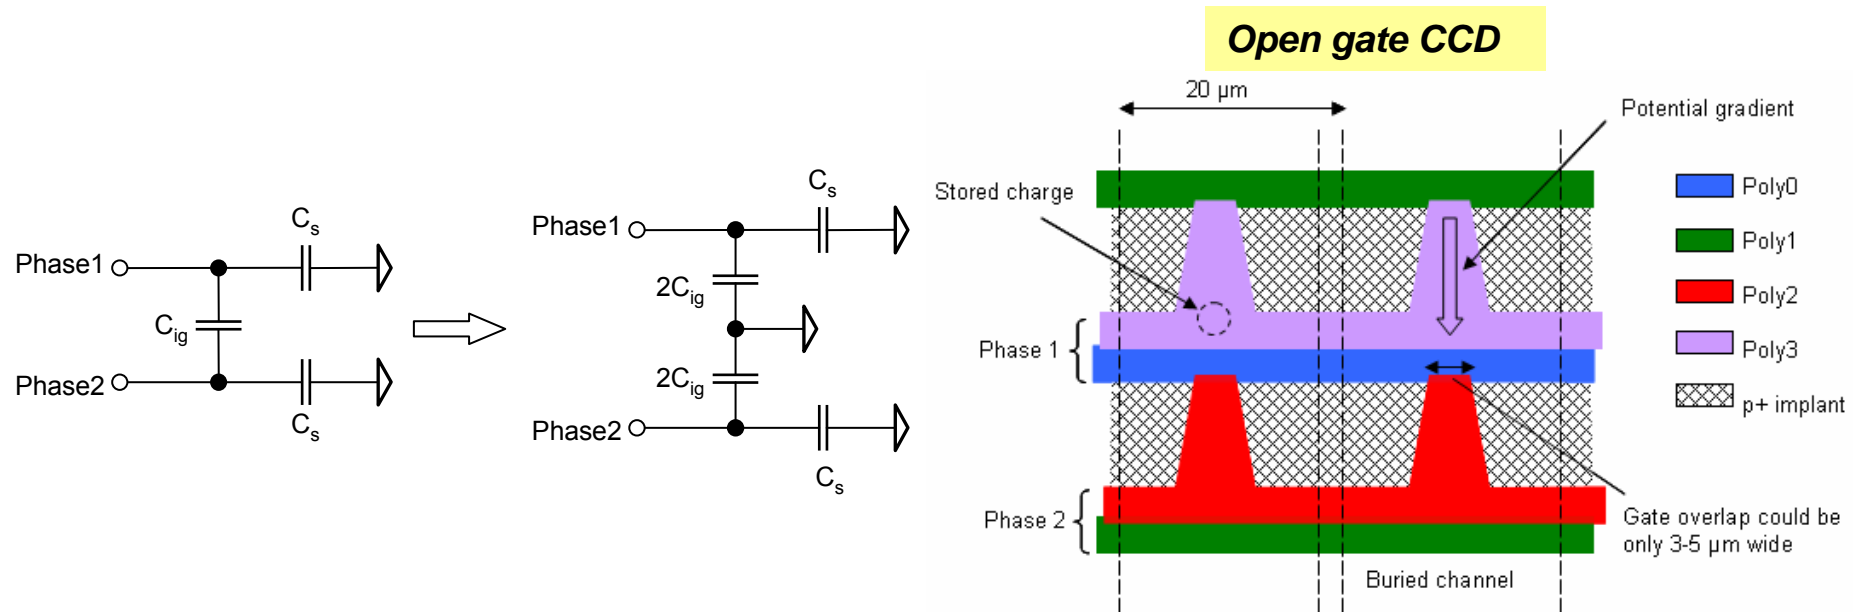 Open gate CCD
Phase1
Cs
Cig
Phase2
Cs
Phase1
Cs
2Cig
2Cig
Phase2
Cs
20 µm
Potential gradient
Stored charge
Phase 1
Phase 2
Gate overlap could be
only 3-5 µm wide
Buried channel
Poly0
Poly1
Poly2
Poly3
p+ implant